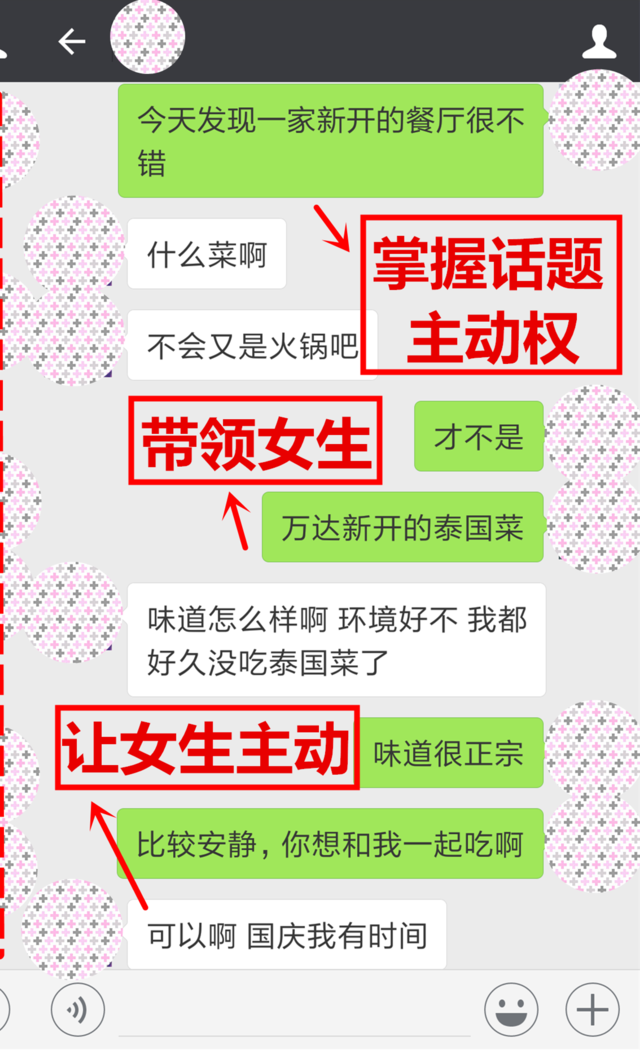 今天发现一家新开的餐厅很不
错
什么菜啊
掌握话题
主动权
不会又是火锅吧
带领女生
才不是
万达新开的泰国菜
味道怎么样啊 环境好不 我都
好久没吃泰国菜了
让女生主动
味道很正宗
比较安静，你想和我一起吃啊
可以啊 国庆我有时间